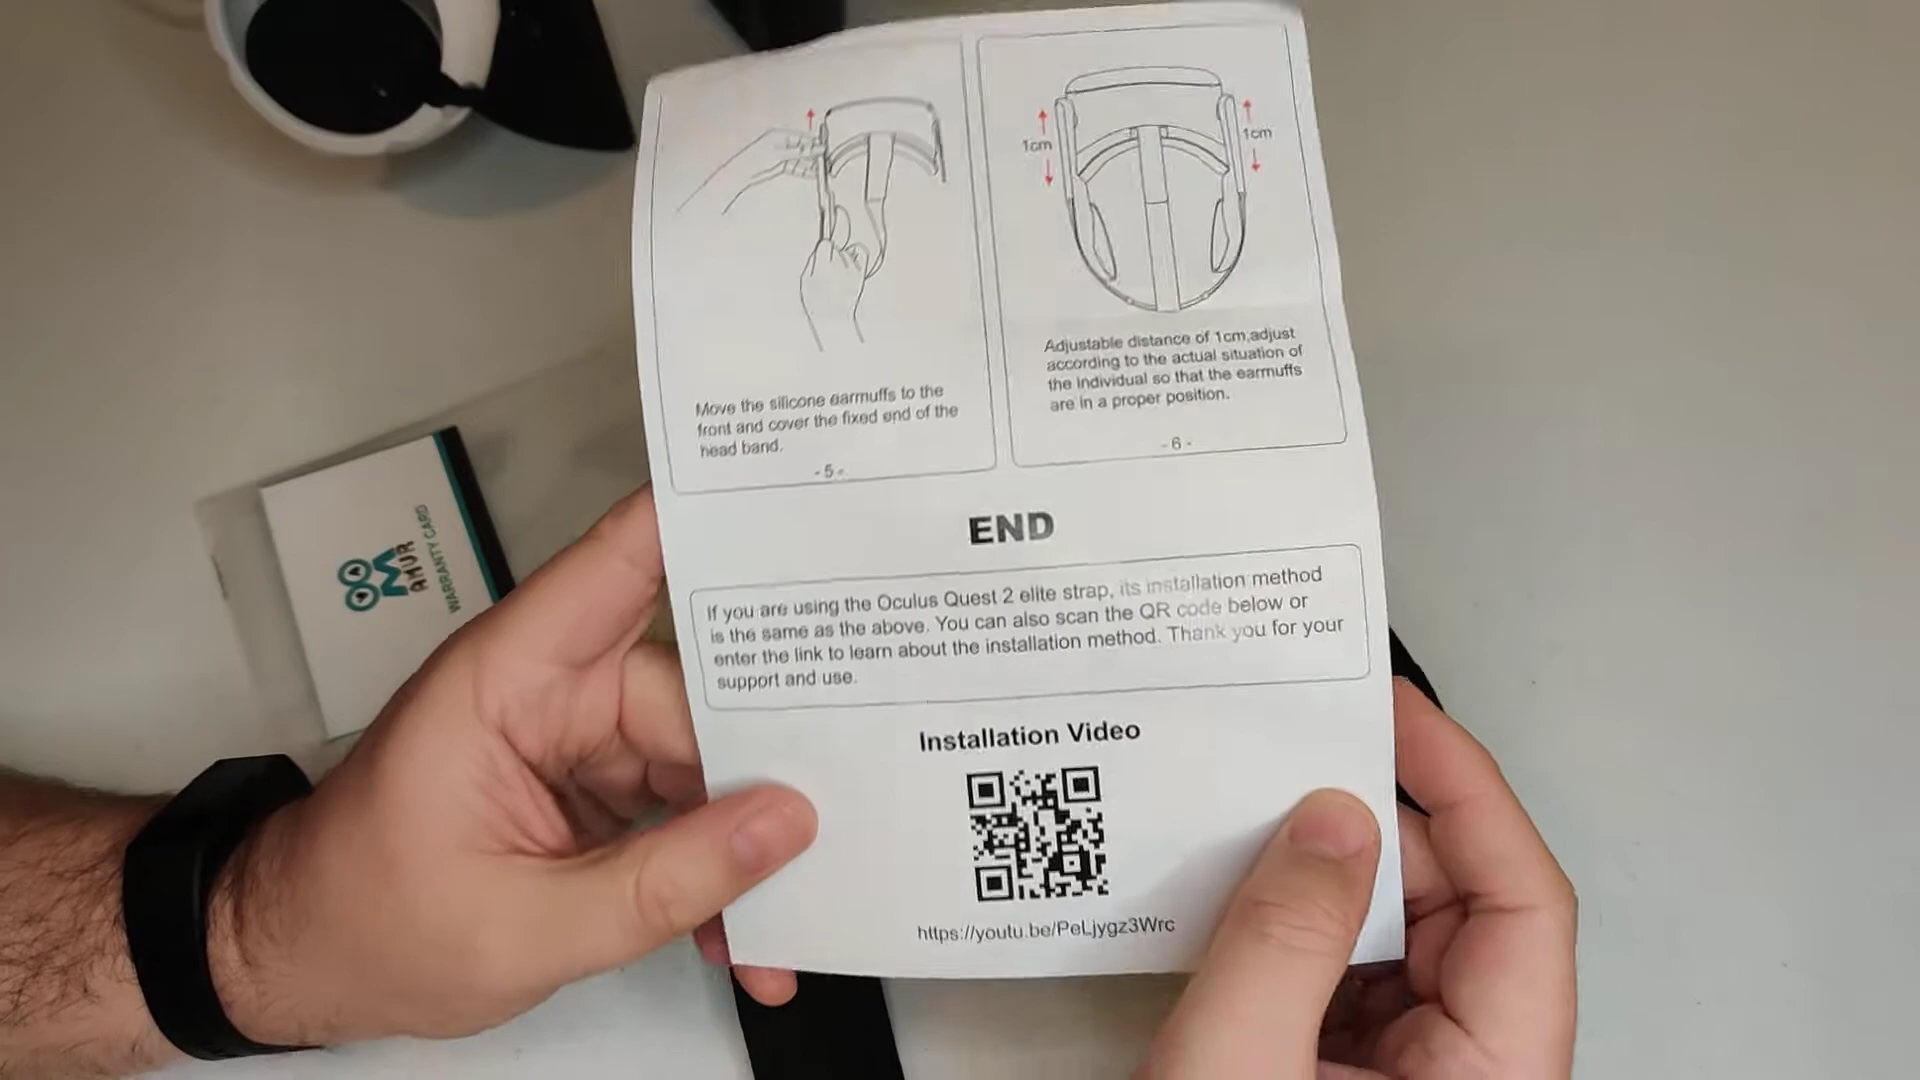 1cm
1cm
Move the silicone earmuffs to the
front and cover the fixed end of the
head band.
- 5 -
Adjustable distance of 1cm,adjust
according to the actual situation of
the individual so that the earmuffs
are in a proper position.
- 6 -
END
If you are using the Oculus Quest 2 elite strap, its installation method
is the same as the above. You can also scan the QR code below or
enter the link to learn about the installation method. Thank you for your
support and use.
Installation Video
https://youtu.be/PeLjygz3Wrc
AMUR
WARRANTY CARD